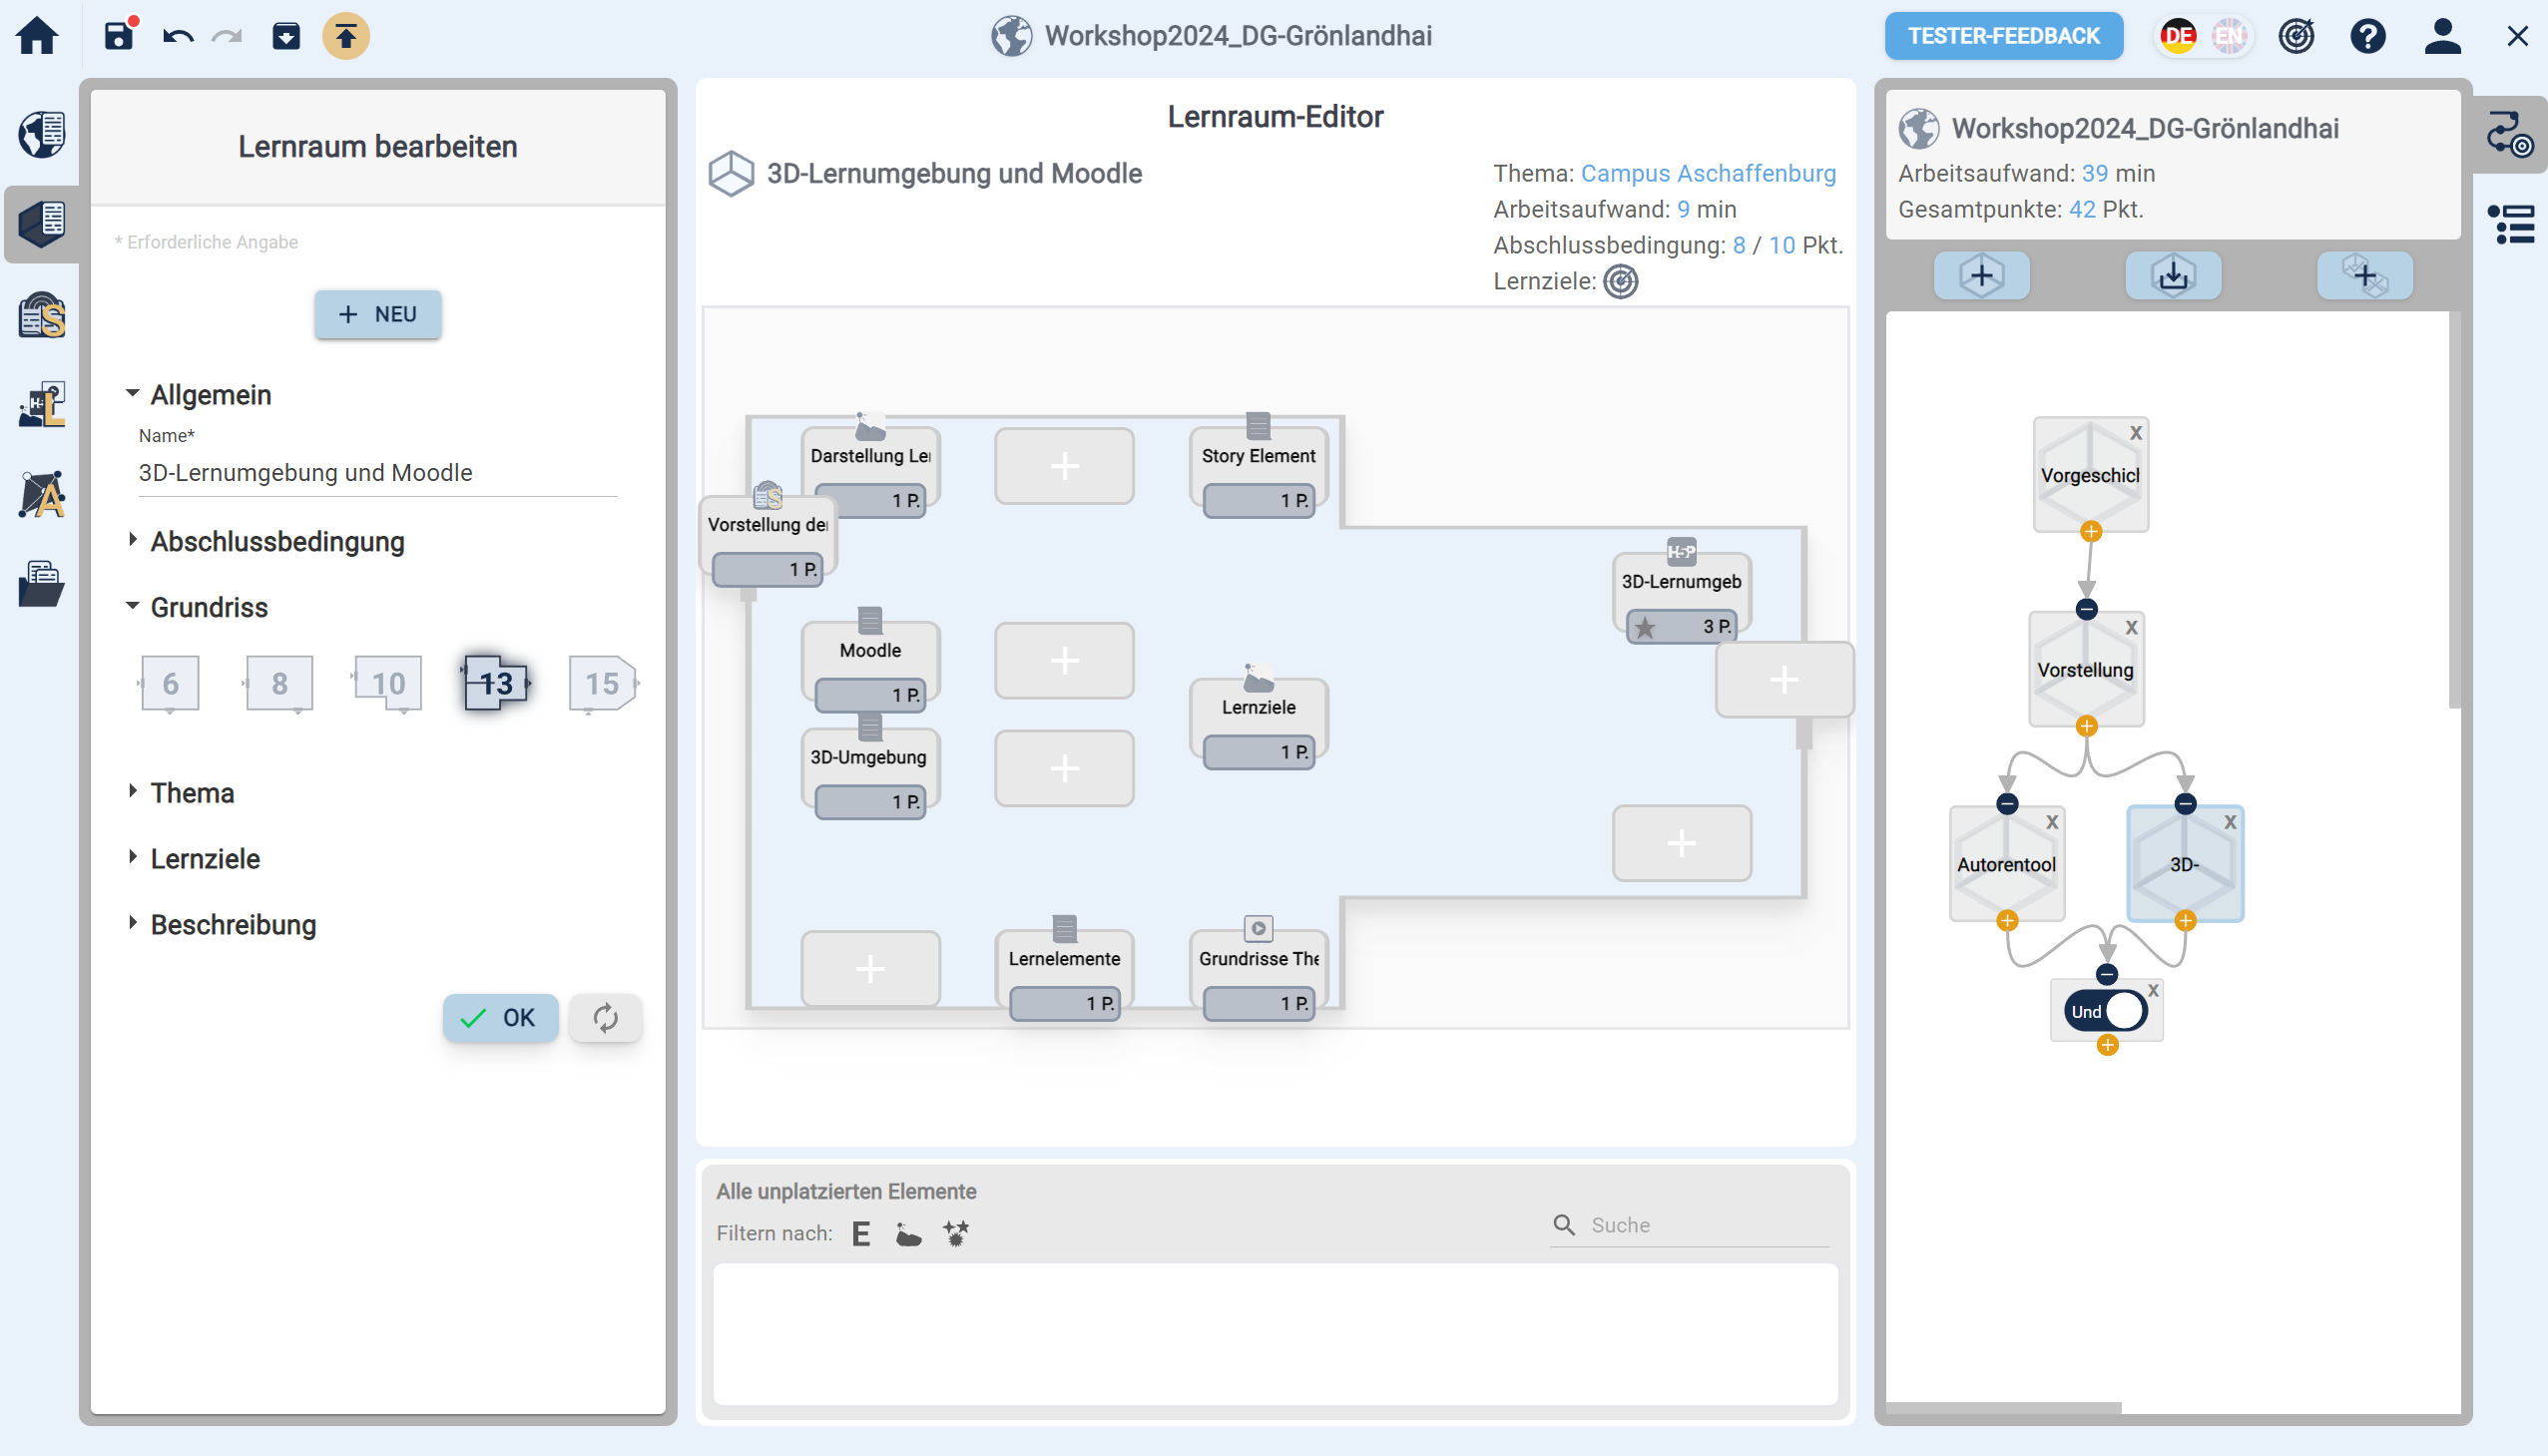 Workshop2024_DG-Grönlandhai
TESTER-FEEDBACK
DE
EN
Lernraum bearbeiten
* Erforderliche Angabe
+ NEU
Allgemein
Name*
3D-Lernumgebung und Moodle
Abschlussbedingung
Grundriss
6 8 10 13 15
Thema
Lernziele
Beschreibung
OK
S
L
A
Lernraum-Editor
3D-Lernumgebung und Moodle
Thema: Campus Aschaffenburg
Arbeitsaufwand: 9 min
Abschlussbedingung: 8 / 10 Pkt.
Lernziele:
Darstellung Ler
1 P.
Story Element
1 P.
Vorstellung der
1 P.
H5P
3D-Lernumgeb
3 P.
Moodle
1 P.
Lernziele
1 P.
3D-Umgebung
1 P.
Lernelemente
1 P.
Grundrisse The
1 P.
Alle unplatzierten Elemente
Filtern nach: E
Suche
Workshop2024_DG-Grönlandhai
Arbeitsaufwand: 39 min
Gesamtpunkte: 42 Pkt.
X
Vorgeschicl
X
Vorstellung
X
Autorentool
X
3D-
X
Und